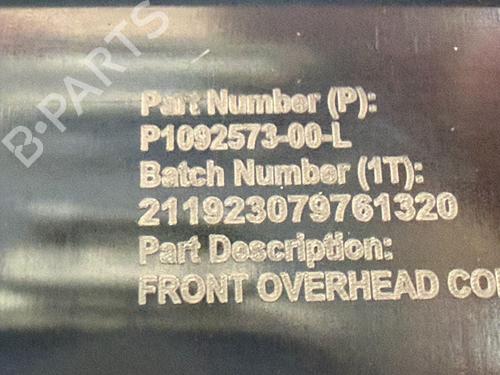 B-PARTS
Part Number (P):
P1092573-00-L
Batch Number (1T):
211923079761320
Part Description:
FRONT OVERHEAD